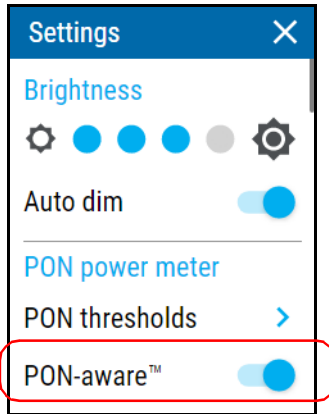 Settings
Brightness
Auto dim
PON power meter
PON thresholds
PON-aware™